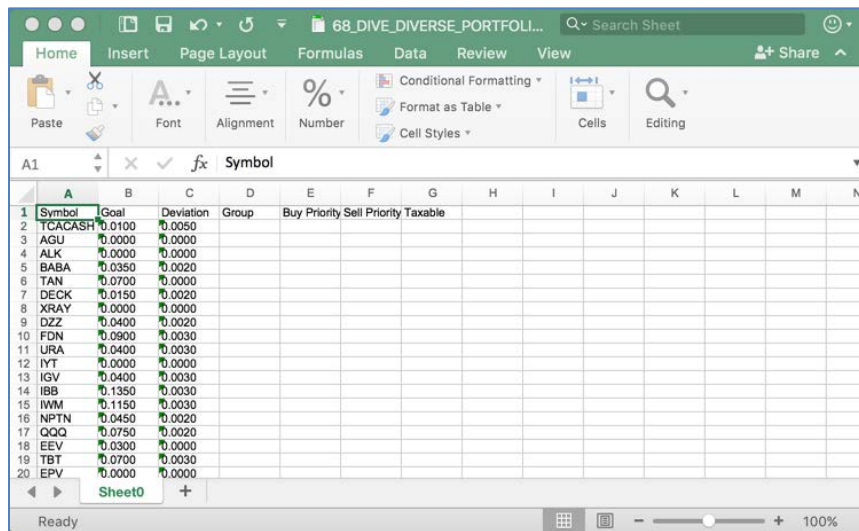 68_DIVE_DIVERSE_PORTFOLI... Search Sheet
Home Insert Page Layout Formulas Data Review View Share
Paste Font Alignment Number Conditional Formatting Format as Table Cell Styles Cells Editing
A1 fx Symbol
A B C D E F G H I J K L M N
1 Symbol Goal Deviation Group Buy Priority Sell Priority Taxable
2 TCACASH 0.0100 0.0050
3 AGU 0.0000 0.0000
4 ALK 0.0000 0.0000
5 BABA 0.0350 0.0020
6 TAN 0.0700 0.0000
7 DECK 0.0150 0.0020
8 XRAY 0.0000 0.0000
9 DZZ 0.0400 0.0020
10 FDN 0.0900 0.0030
11 URA 0.0400 0.0030
12 IYT 0.0000 0.0000
13 IGV 0.0400 0.0030
14 IBB 0.1350 0.0030
15 IWM 0.1150 0.0030
16 NPTN 0.0450 0.0020
17 QQQ 0.0750 0.0020
18 EEV 0.0300 0.0000
19 TBT 0.0700 0.0030
20 EPV 0.0000 0.0000
Sheet0 +
Ready 100%